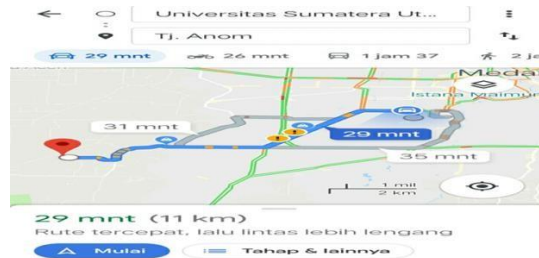 Universitas Sumatera Ut...
Tj. Anom
29 mnt 26 mnt 1 jam 37 2 j
Meda
Istana Maimun
31 mnt
29 mnt
35 mnt
1 mil
2 km
29 mnt (11 km)
Rute tercepat, lalu lintas lebih lengang
Mulai
Tahap & lainnya